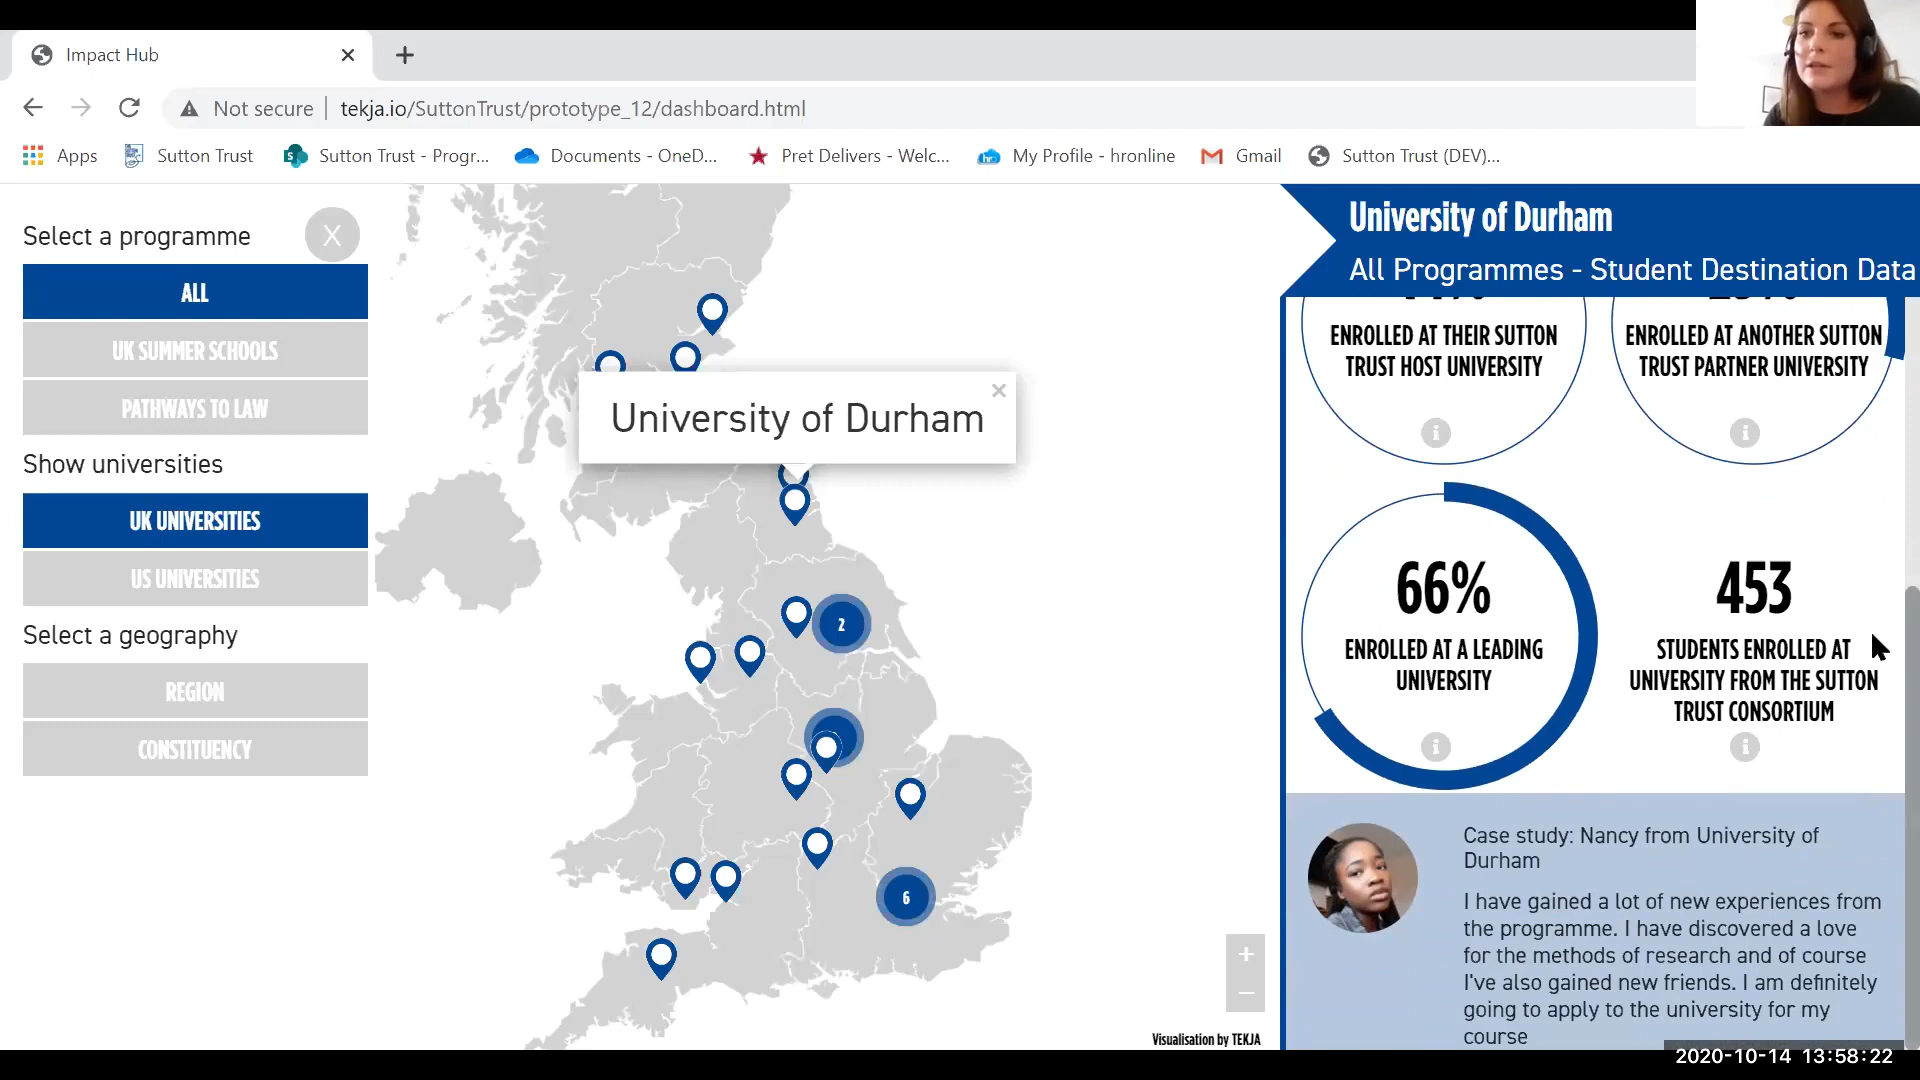 Impact Hub
Not secure
tekja.io/SuttonTrust/prototype_12/dashboard.html
Apps
Sutton Trust
Sutton Trust - Progr...
Documents - OneD...
Pret Delivers - Welc...
My Profile - hronline
Gmail
Sutton Trust (DEV)...
Select a programme
X
ALL
UK SUMMER SCHOOLS
PATHWAYS TO LAW
Show universities
UK UNIVERSITIES
US UNIVERSITIES
Select a geography
REGION
CONSTITUENCY
University of Durham
2
6
+
−
Visualisation by TEKJA
University of Durham
All Programmes - Student Destination Data
ENROLLED AT THEIR SUTTON
TRUST HOST UNIVERSITY
ENROLLED AT ANOTHER SUTTON
TRUST PARTNER UNIVERSITY
66%
ENROLLED AT A LEADING
UNIVERSITY
453
STUDENTS ENROLLED AT
UNIVERSITY FROM THE SUTTON
TRUST CONSORTIUM
Case study: Nancy from University of
Durham
I have gained a lot of new experiences from
the programme. I have discovered a love
for the methods of research and of course
I've also gained new friends. I am definitely
going to apply to the university for my
course
2020-10-14 13:58:22